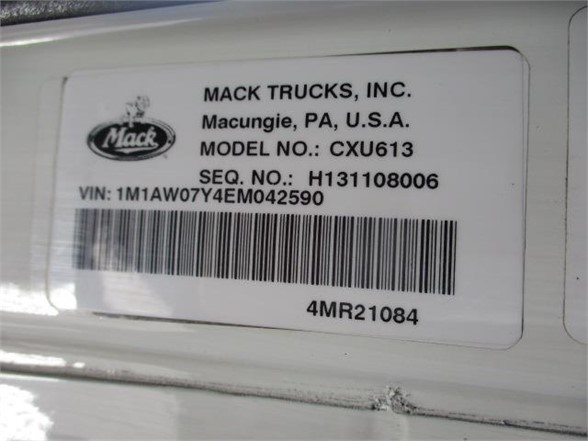 Mack
MACK TRUCKS, INC.
Macungie, PA, U.S.A.
MODEL NO.: CXU613
SEQ. NO.: H131108006
VIN: 1M1AW07Y4EM042590
4MR21084